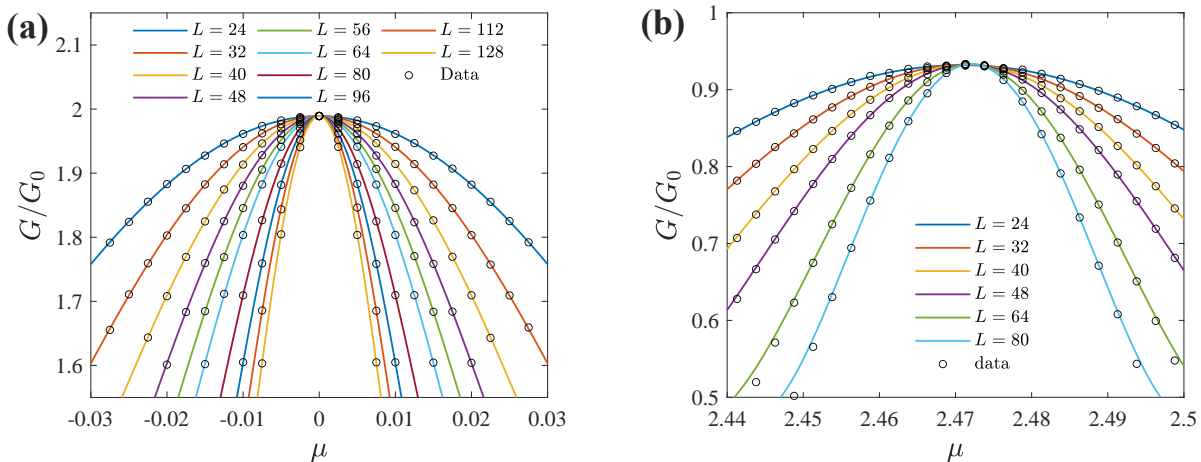 (a)
2.1
2
1.9
1.8
1.7
1.6
G/G₀
L = 24
L = 32
L = 40
L = 48
L = 56
L = 64
L = 80
L = 96
L = 112
L = 128
Data
-0.03
-0.02
-0.01
0
0.01
0.02
0.03
μ
(b)
1
0.9
0.8
0.7
0.6
0.5
G/G₀
L = 24
L = 32
L = 40
L = 48
L = 64
L = 80
data
2.44
2.45
2.46
2.47
2.48
2.49
2.5
μ